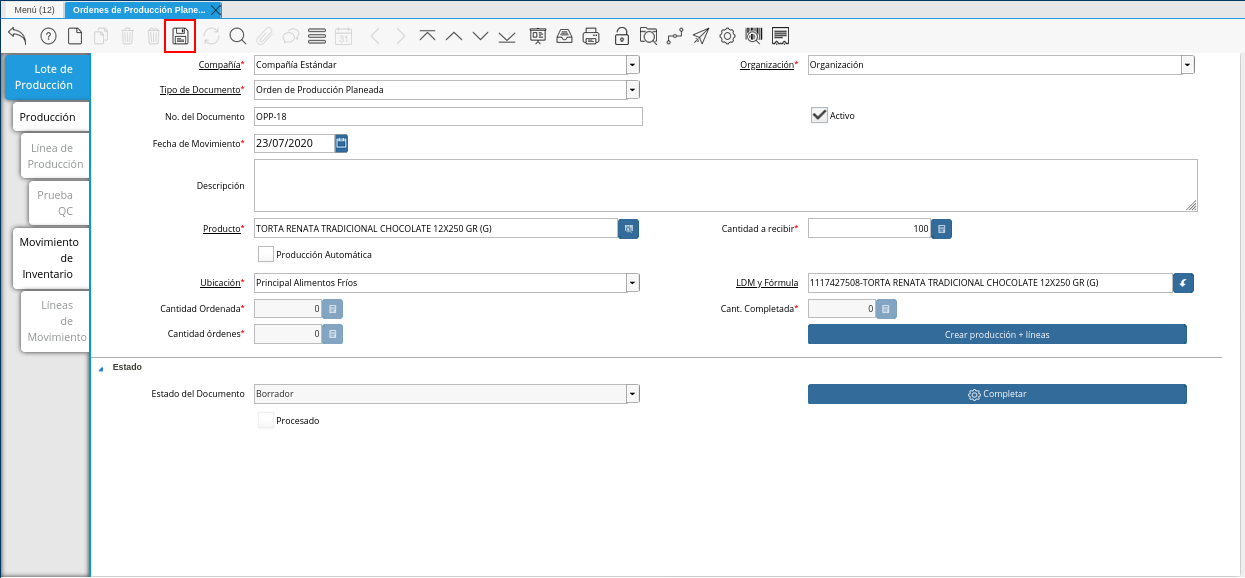 Menú (12)
Ordenes de Producción Plane...
31
Lote de
Producción
Producción
Línea de
Producción
Prueba
QC
Movimiento
de
Inventario
Líneas
de
Movimiento
Compañía* Compañía Estándar
Organización* Organización
Tipo de Documento* Orden de Producción Planeada
No. del Documento OPP-18
Activo
Fecha de Movimiento* 23/07/2020
Descripción
Producto* TORTA RENATA TRADICIONAL CHOCOLATE 12X250 GR (G)
Cantidad a recibir* 100
Producción Automática
Ubicación* Principal Alimentos Fríos
LDM y Fórmula 1117427508-TORTA RENATA TRADICIONAL CHOCOLATE 12X250 GR (G)
Cantidad Ordenada* 0
Cant. Completada* 0
Cantidad órdenes* 0
Crear producción + líneas
Estado
Estado del Documento Borrador
Completar
Procesado